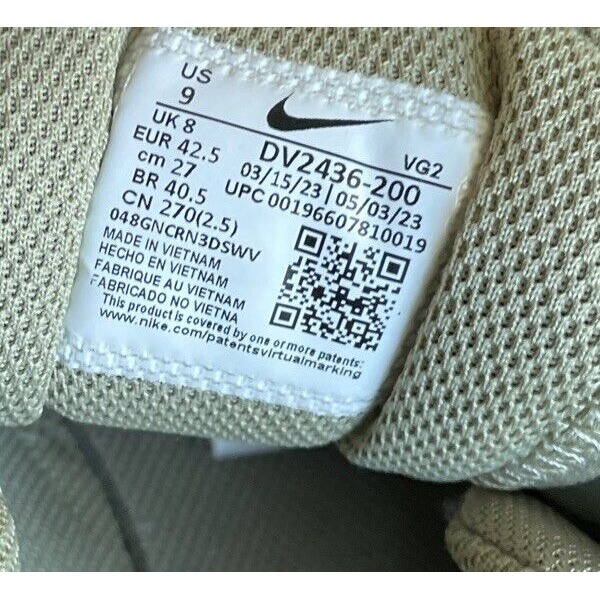 US
9
UK 8
EUR 42.5
cm 27
BR 40.5
CN 270(2.5)
048GNCRN3DSWV
VG2
DV2436-200
03/15/23 | 05/03/23
UPC 00196607810019
MADE IN VIETNAM
HECHO EN VIETNAM
FABRIQUE AU VIETNAM
FABRICADO NO VIETNA
This product is covered by one or more patents:
www.nike.com/patentsvirtualmarking